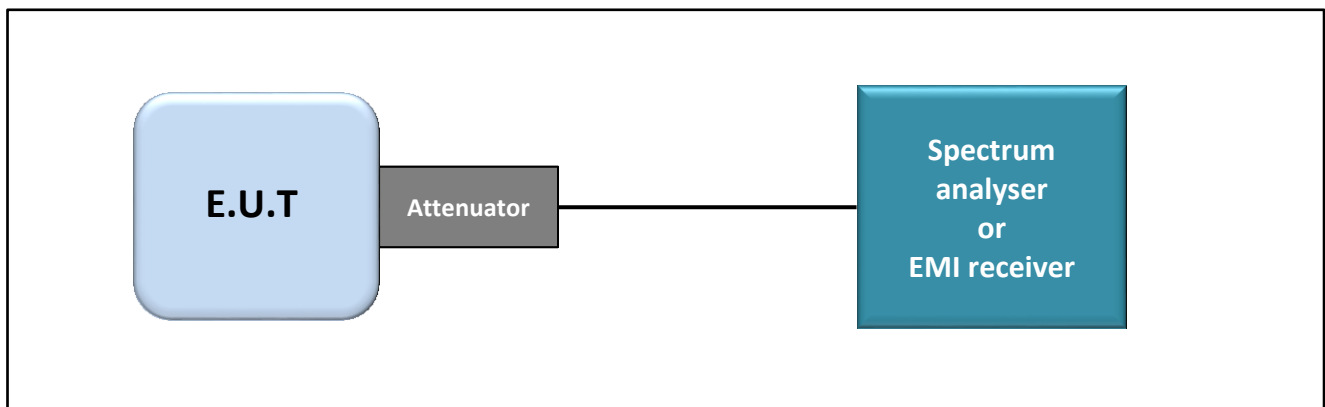 E.U.T
Attenuator
Spectrum
analyser
or
EMI receiver